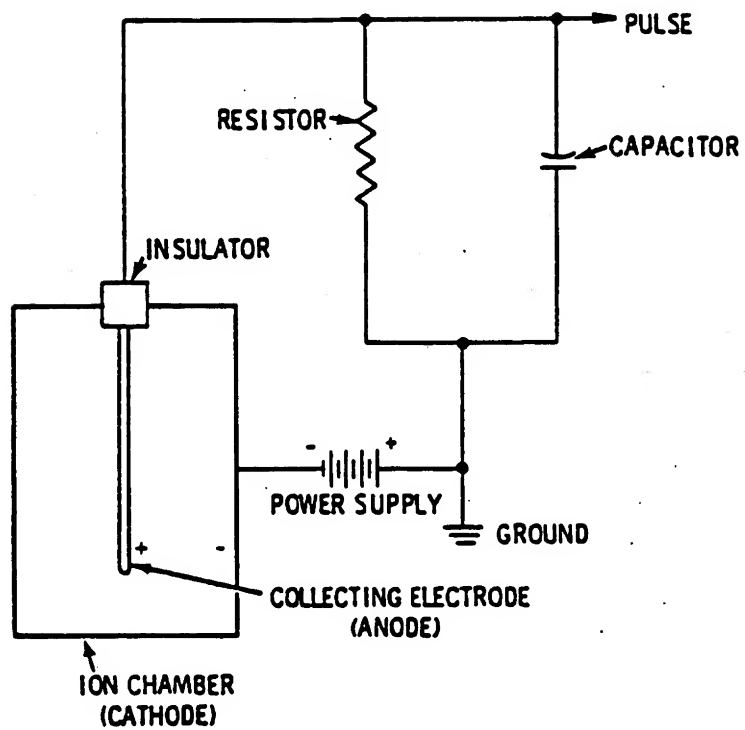 PULSE
RESISTOR
CAPACITOR
INSULATOR
- +
POWER SUPPLY
GROUND
+ -
COLLECTING ELECTRODE
(ANODE)
ION CHAMBER
(CATHODE)